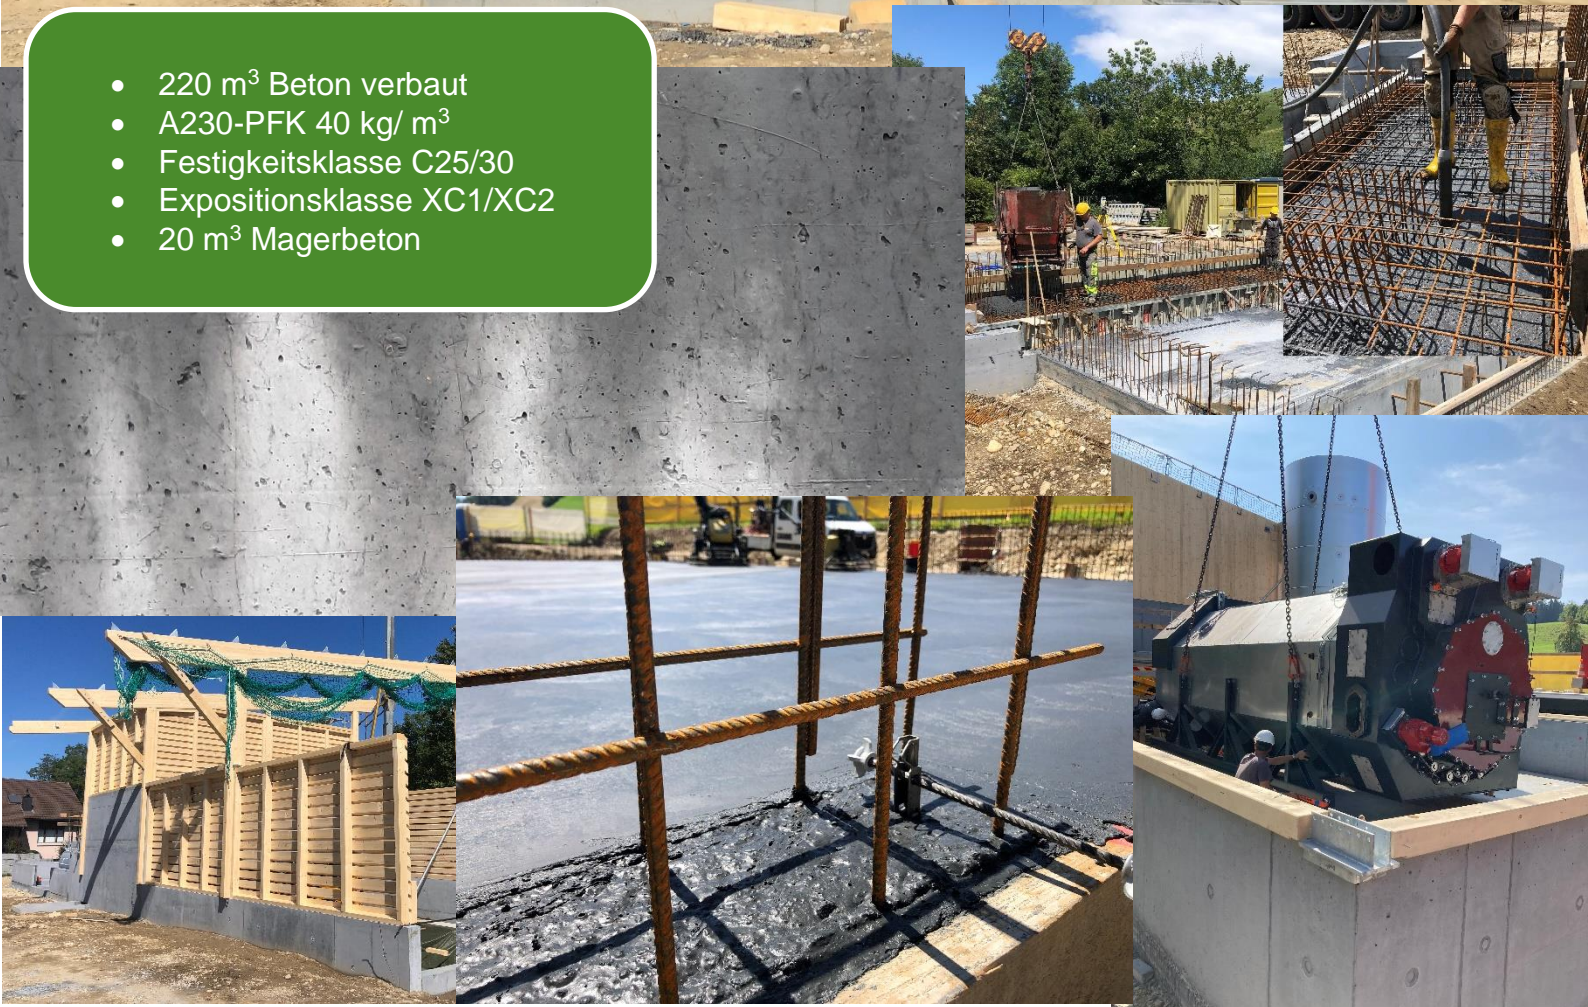 • 220 m³ Beton verbaut
• A230-PFK 40 kg/ m³
• Festigkeitsklasse C25/30
• Expositionsklasse XC1/XC2
• 20 m³ Magerbeton